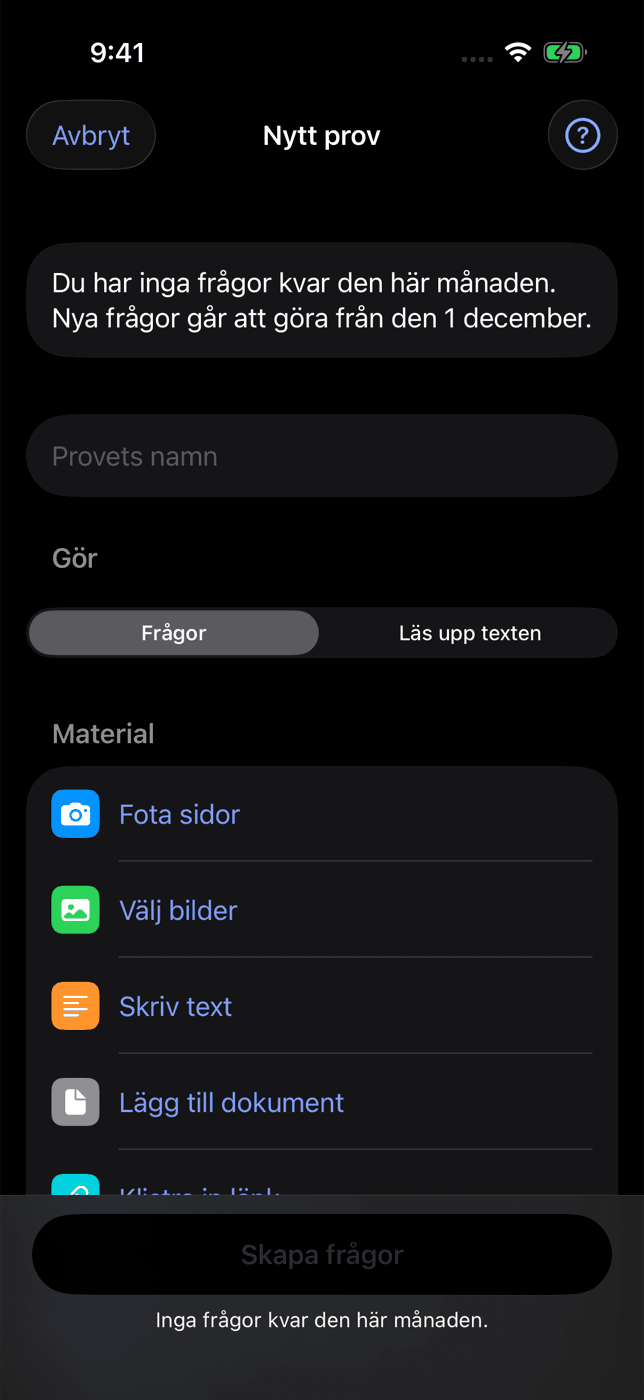 9:41
Avbryt
Nytt prov
Du har inga frågor kvar den här månaden.
Nya frågor går att göra från den 1 december.
Provets namn
Gör
Frågor
Läs upp texten
Material
Fota sidor
Välj bilder
Skriv text
Lägg till dokument
Skapa frågor
Inga frågor kvar den här månaden.